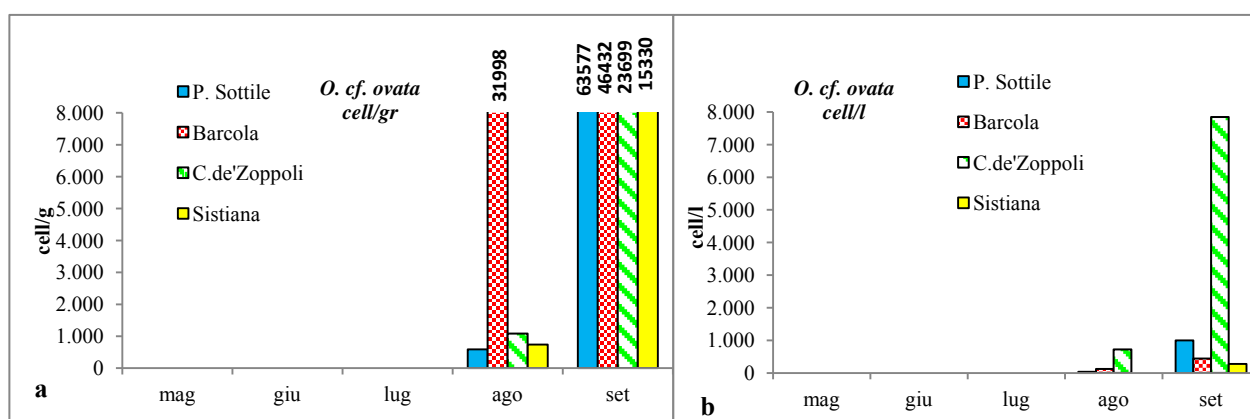 O. cf. ovata
cell/gr
P. Sottile
Barcola
C.de'Zoppoli
Sistiana
31998
63577
46432
23699
15330
cell/g
8.000
7.000
6.000
5.000
4.000
3.000
2.000
1.000
0
mag giu lug ago set
a
O. cf. ovata
cell/l
P. Sottile
Barcola
C.de'Zoppoli
Sistiana
cell/l
8.000
7.000
6.000
5.000
4.000
3.000
2.000
1.000
0
mag giu lug ago set
b